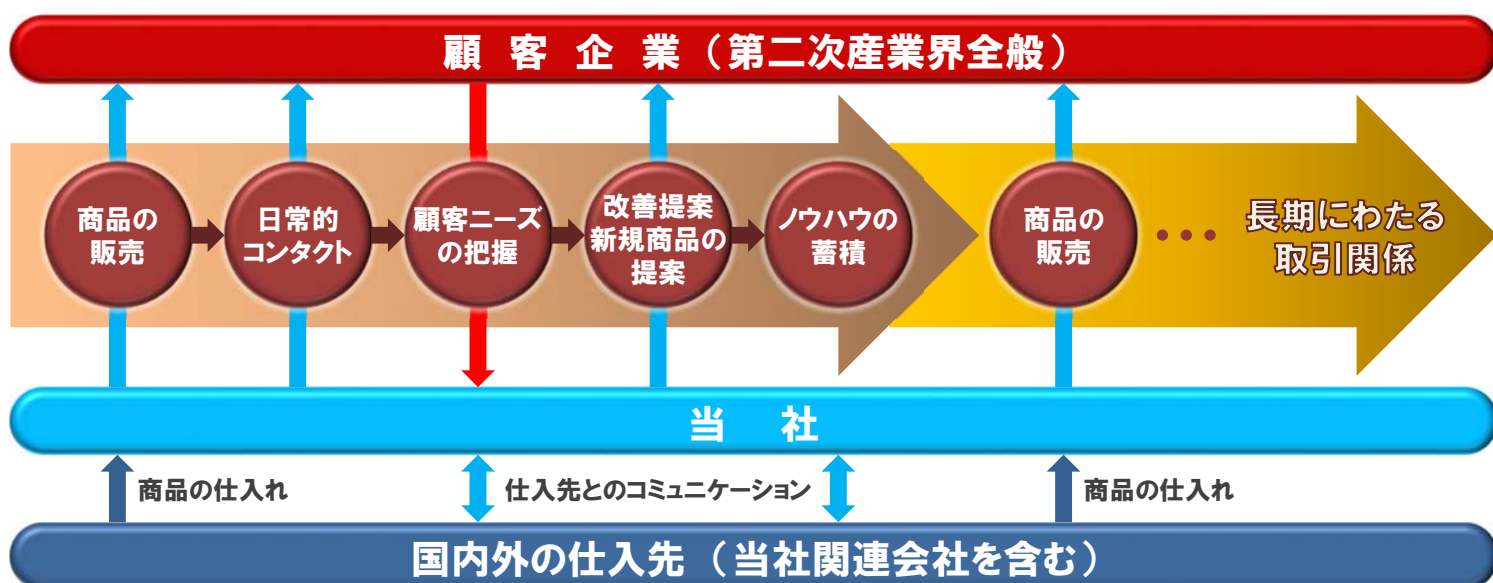 顧客企業（第二次産業界全般）
商品の
販売
日常的
コンタクト
顧客ニーズ
の把握
改善提案
新規商品の
提案
ノウハウの
蓄積
商品の
販売
・・・
長期にわたる
取引関係
当社
商品の仕入れ
仕入先とのコミュニケーション
商品の仕入れ
国内外の仕入先（当社関連会社を含む）